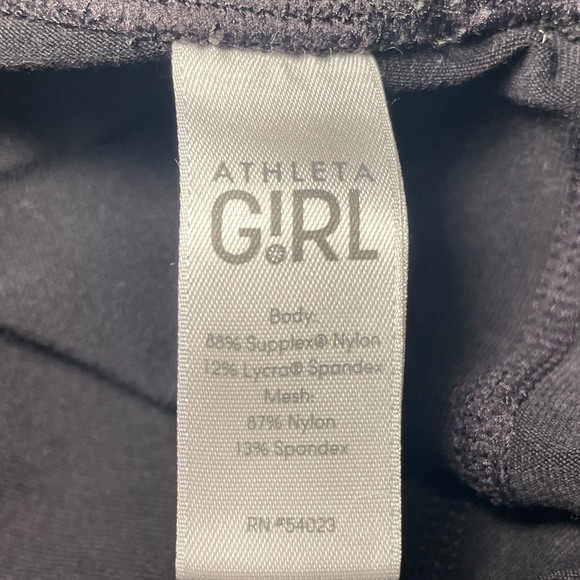 ATHLETA
G!RL
Body:
88% Supplex® Nylon
12% Lycra® Spandex
Mesh:
87% Nylon
13% Spandex
RN #54023